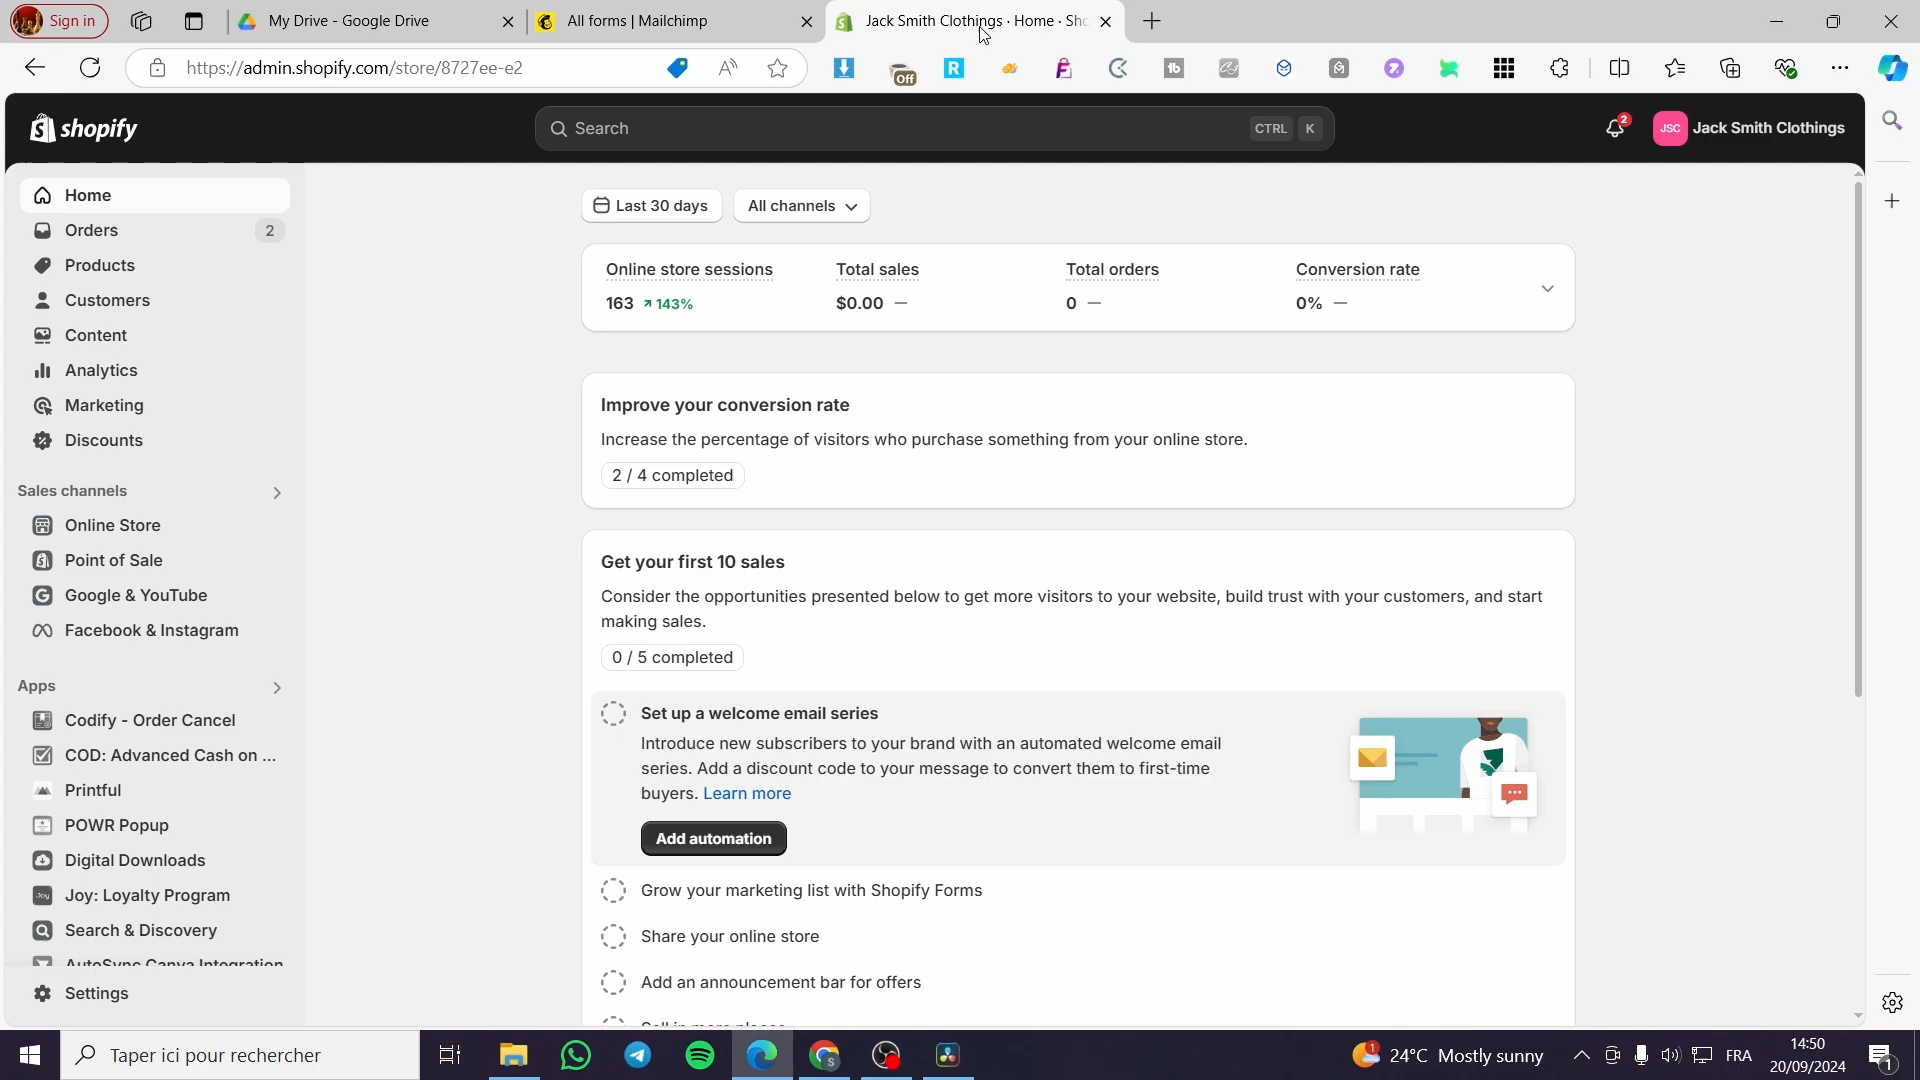 Sign in
My Drive - Google Drive
All forms | Mailchimp
Jack Smith Clothings · Home · Sho
https://admin.shopify.com/store/8727ee-e2
Off
shopify
Search
CTRL K
2
JSC
Jack Smith Clothings
Home
Orders 2
Products
Customers
Content
Analytics
Marketing
Discounts
Sales channels
Online Store
Point of Sale
Google & YouTube
Facebook & Instagram
Apps
Codify - Order Cancel
COD: Advanced Cash on ...
Printful
POWR Popup
Digital Downloads
Joy: Loyalty Program
Search & Discovery
AutoSync Canva Integration
Settings
Last 30 days
All channels
Online store sessions
163 143%
Total sales
$0.00 —
Total orders
0 —
Conversion rate
0% —
Improve your conversion rate
Increase the percentage of visitors who purchase something from your online store.
2 / 4 completed
Get your first 10 sales
Consider the opportunities presented below to get more visitors to your website, build trust with your customers, and start
making sales.
0 / 5 completed
Set up a welcome email series
Introduce new subscribers to your brand with an automated welcome email
series. Add a discount code to your message to convert them to first-time
buyers. Learn more
Add automation
Grow your marketing list with Shopify Forms
Share your online store
Add an announcement bar for offers
Taper ici pour rechercher
1
24°C Mostly sunny
FRA
14:50
20/09/2024
1